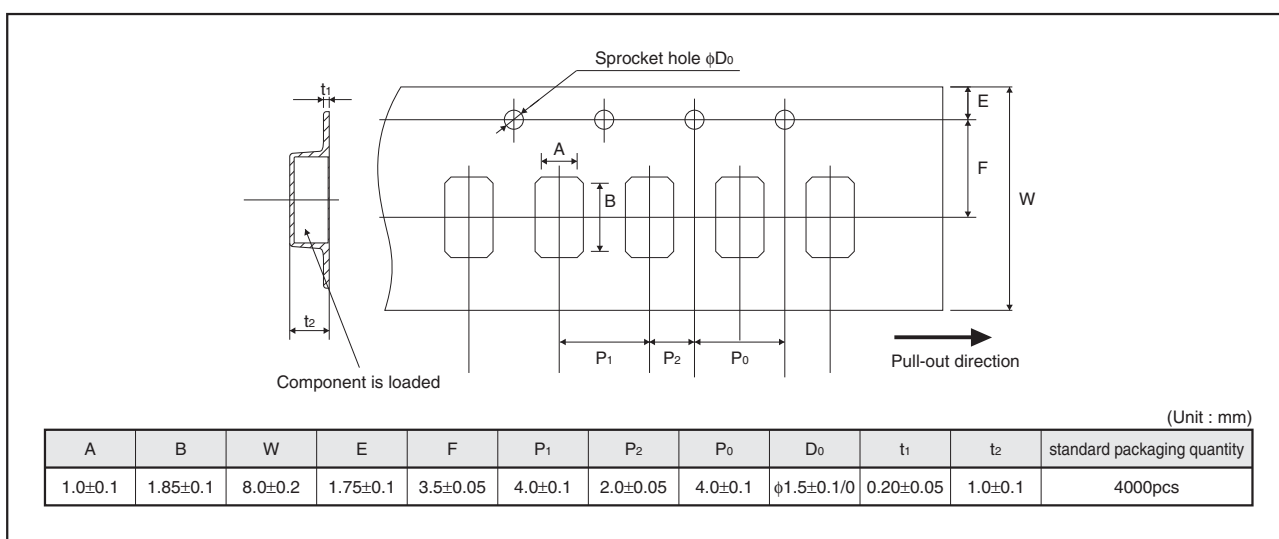 Sprocket hole ϕD0
t1
E
A
F
B
W
t2
P1 P2 P0
Pull-out direction
Component is loaded
(Unit : mm)
A B W E F P1 P2 P0 D0 t1 t2 standard packaging quantity
1.0±0.1 1.85±0.1 8.0±0.2 1.75±0.1 3.5±0.05 4.0±0.1 2.0±0.05 4.0±0.1 ϕ1.5±0.1/0 0.20±0.05 1.0±0.1 4000pcs